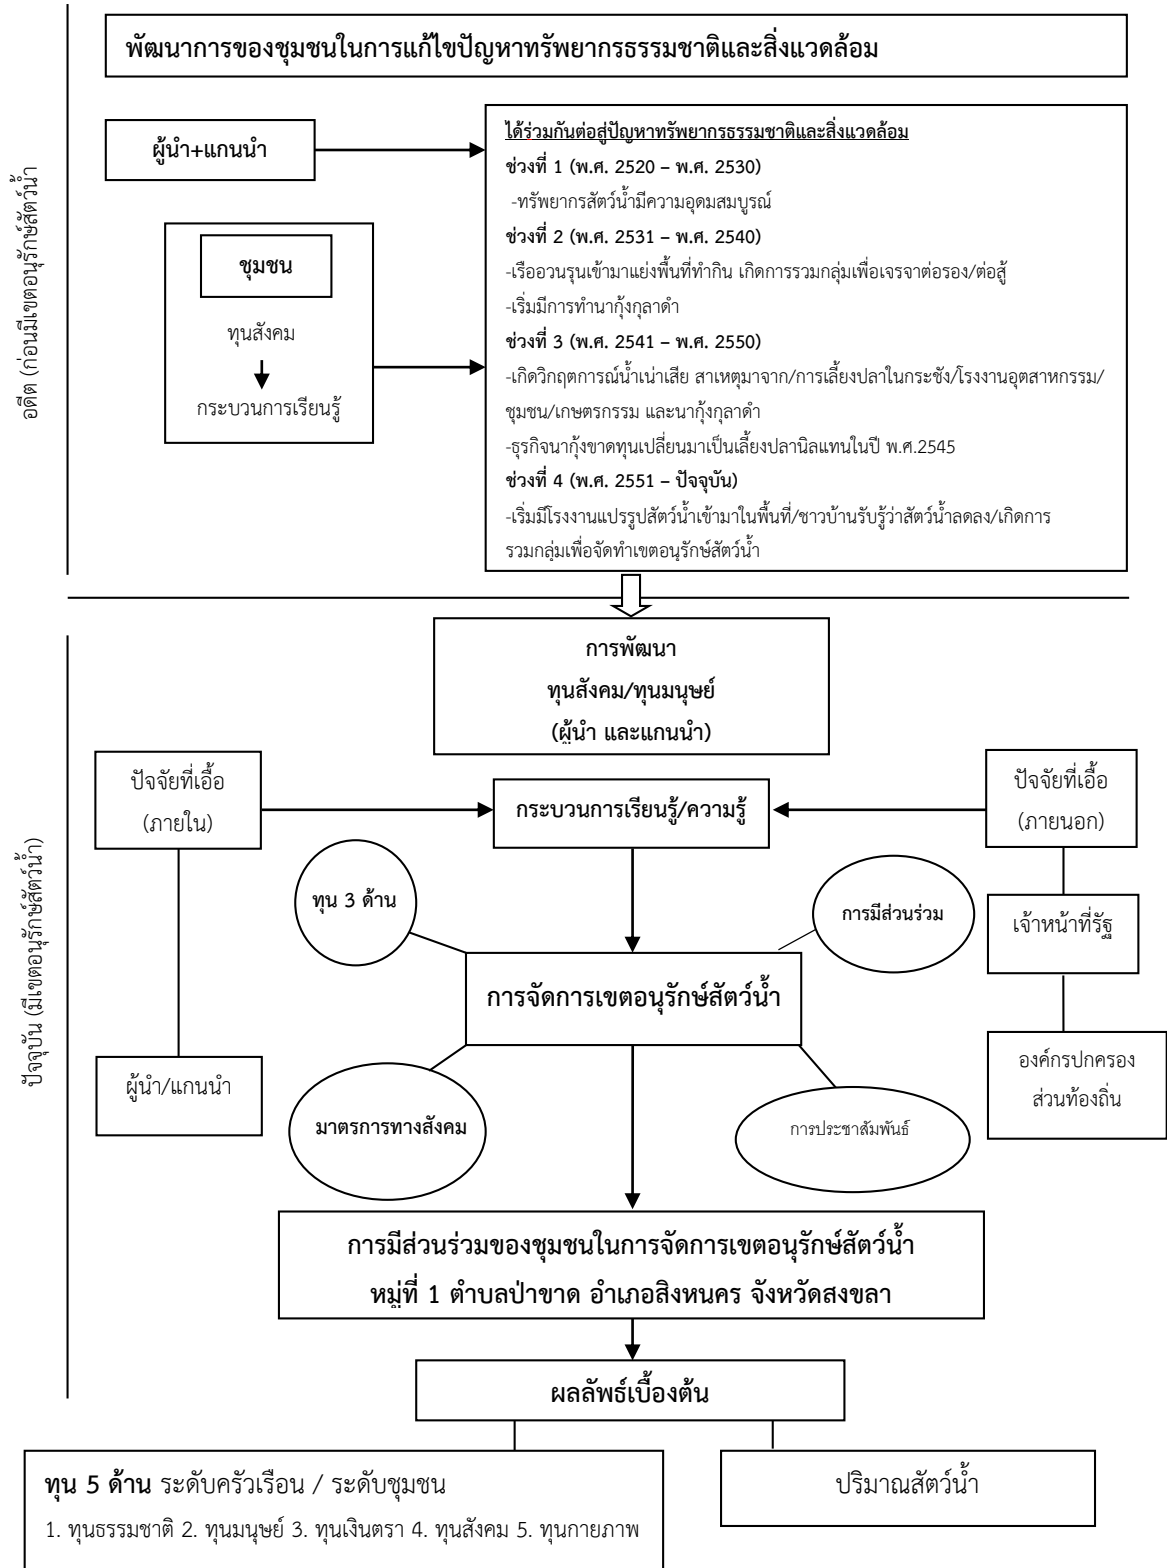 พัฒนาการของชุมชนในการแก้ไขปัญหาทรัพยากรธรรมชาติและสิ่งแวดล้อม
อดีต (ก่อนมีเขตอนุรักษ์สัตว์น้ำ
ผู้นำ+แกนนำ
ชุมชน
ทุนสังคม
กระบวนการเรียนรู้
ได้ร่วมกันต่อสู่ปัญหาทรัพยากรธรรมชาติและสิ่งแวดล้อม
ช่วงที่ 1 (พ.ศ. 2520 – พ.ศ. 2530)
-ทรัพยากรสัตว์น้ำมีความอุดมสมบูรณ์
ช่วงที่ 2 (พ.ศ. 2531 – พ.ศ. 2540)
-เรืออวนรุนเข้ามาแย่งพื้นที่ทำกิน เกิดการรวมกลุ่มเพื่อเจรจาต่อรอง/ต่อสู้
-เริ่มมีการทำนากุ้งกุลาดำ
ช่วงที่ 3 (พ.ศ. 2541 – พ.ศ. 2550)
-เกิดวิกฤตการณ์น้ำเน่าเสีย สาเหตุมาจาก/การเลี้ยงปลาในกระชัง/โรงงานอุตสาหกรรม/
ชุมชน/เกษตรกรรม และนากุ้งกุลาดำ
-ธุรกิจนากุ้งขาดทุนเปลี่ยนมาเป็นเลี้ยงปลานิลแทนในปี พ.ศ.2545
ช่วงที่ 4 (พ.ศ. 2551 – ปัจจุบัน)
-เริ่มมีโรงงานแปรรูปสัตว์น้ำเข้ามาในพื้นที่/ชาวบ้านรับรู้ว่าสัตว์น้ำลดลง/เกิดการ
รวมกลุ่มเพื่อจัดทำเขตอนุรักษ์สัตว์น้ำ
ปัจจุบัน (มีเขตอนุรักษ์สัตว์น้ำ)
การพัฒนา
ทุนสังคม/ทุนมนุษย์
(ผู้นำ และแกนนำ)
ปัจจัยที่เอื้อ
(ภายใน)
กระบวนการเรียนรู้/ความรู้
ปัจจัยที่เอื้อ
(ภายนอก)
ทุน 3 ด้าน
การมีส่วนร่วม
เจ้าหน้าที่รัฐ
การจัดการเขตอนุรักษ์สัตว์น้ำ
ผู้นำ/แกนนำ
องค์กรปกครอง
ส่วนท้องถิ่น
มาตรการทางสังคม
การประชาสัมพันธ์
การมีส่วนร่วมของชุมชนในการจัดการเขตอนุรักษ์สัตว์น้ำ
หมู่ที่ 1 ตำบลป่าขาด อำเภอสิงหนคร จังหวัดสงขลา
ผลลัพธ์เบื้องต้น
ทุน 5 ด้าน ระดับครัวเรือน / ระดับชุมชน
1. ทุนธรรมชาติ 2. ทุนมนุษย์ 3. ทุนเงินตรา 4. ทุนสังคม 5. ทุนกายภาพ
ปริมาณสัตว์น้ำ